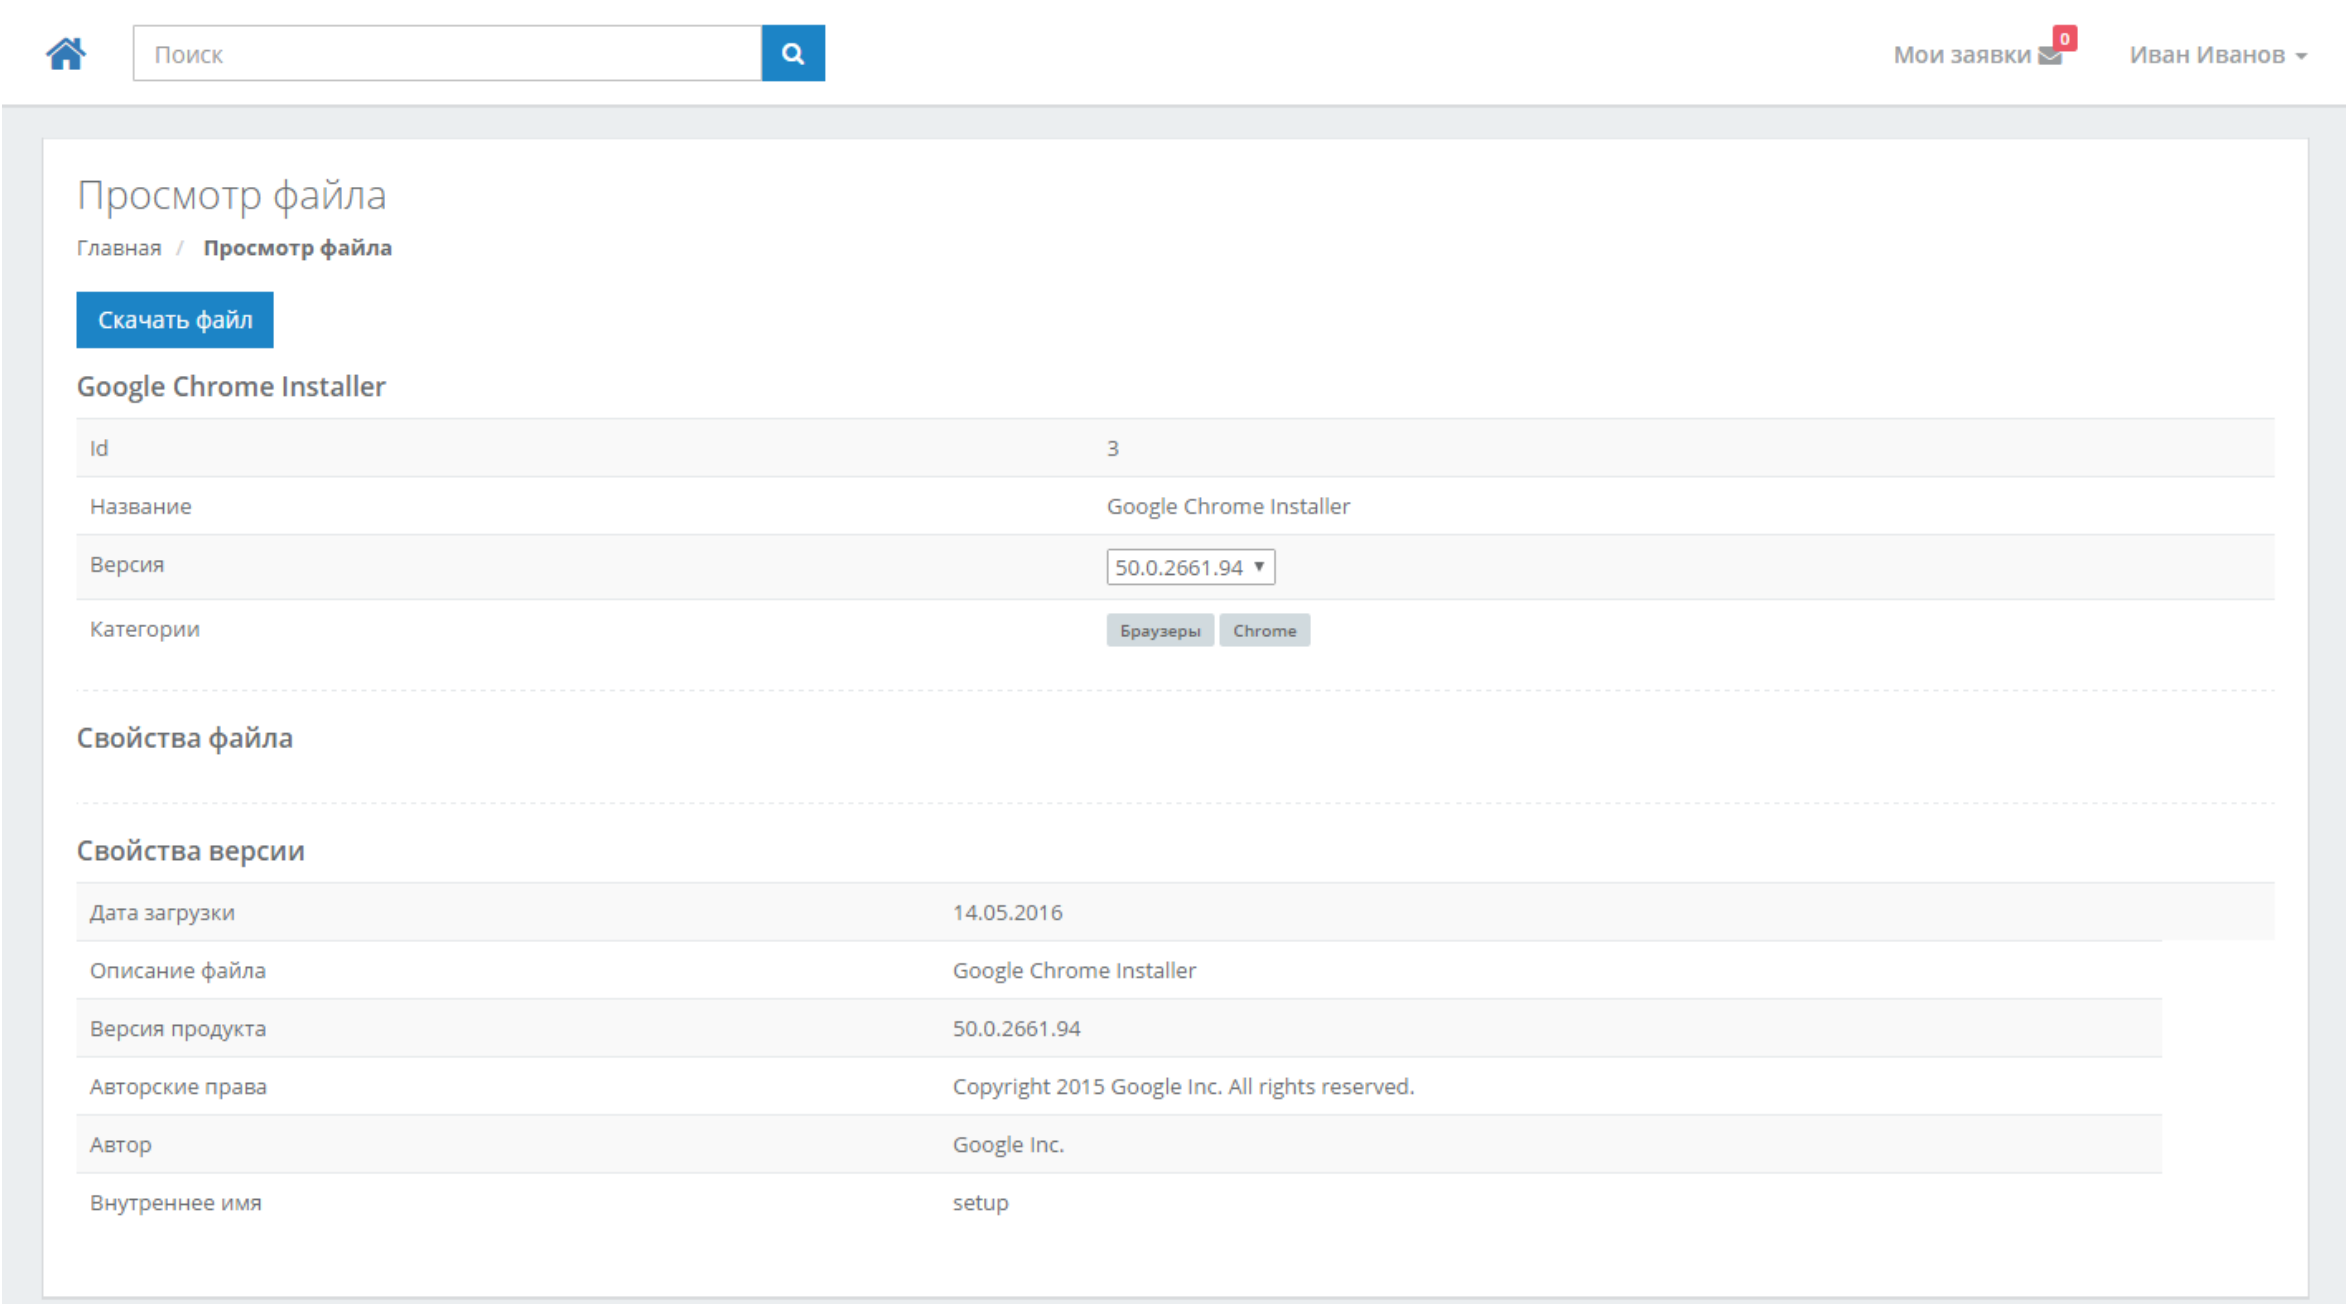 Поиск
Мои заявки 0 Иван Иванов
Просмотр файла
Главная / Просмотр файла
Скачать файл
Google Chrome Installer
Id 3
Название Google Chrome Installer
Версия 50.0.2661.94
Категории Браузеры Chrome
Свойства файла
Свойства версии
Дата загрузки 14.05.2016
Описание файла Google Chrome Installer
Версия продукта 50.0.2661.94
Авторские права Copyright 2015 Google Inc. All rights reserved.
Автор Google Inc.
Внутреннее имя setup